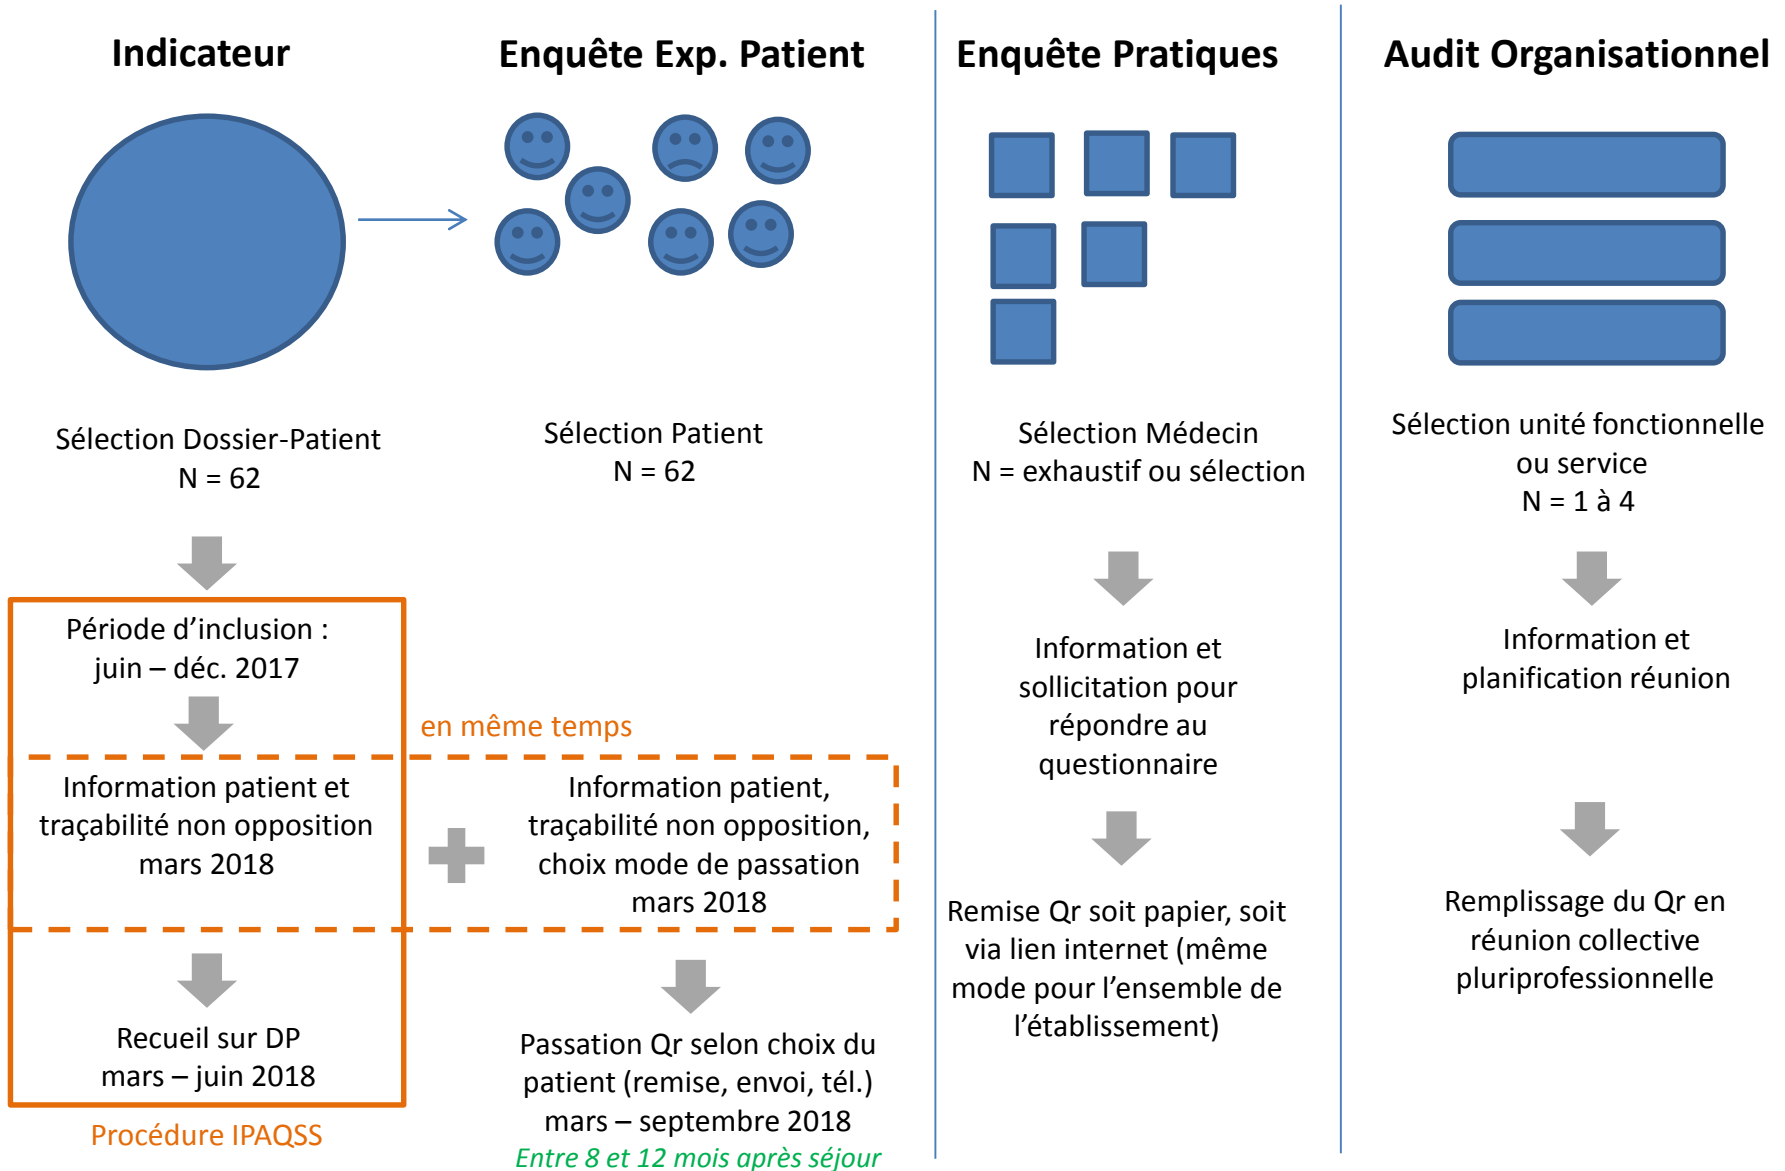 Indicateur
Sélection Dossier-Patient
N = 62
Période d’inclusion :
juin – déc. 2017
Information patient et
traçabilité non opposition
mars 2018
Recueil sur DP
mars – juin 2018
Procédure IPAQSS
Enquête Exp. Patient
Sélection Patient
N = 62
en même temps
Information patient,
traçabilité non opposition,
choix mode de passation
mars 2018
Passation Qr selon choix du
patient (remise, envoi, tél.)
mars – septembre 2018
Entre 8 et 12 mois après séjour
Enquête Pratiques
Sélection Médecin
N = exhaustif ou sélection
Information et
sollicitation pour
répondre au
questionnaire
Remise Qr soit papier, soit
via lien internet (même
mode pour l’ensemble de
l’établissement)
Audit Organisationnel
Sélection unité fonctionnelle
ou service
N = 1 à 4
Information et
planification réunion
Remplissage du Qr en
réunion collective
pluriprofessionnelle